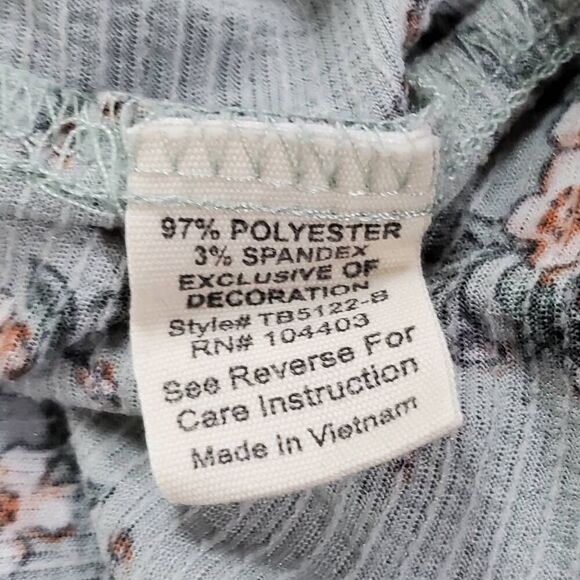 97% POLYESTER
3% SPANDEX
EXCLUSIVE OF
DECORATION
Style# TB5122-B
RN# 104403
See Reverse For
Care Instruction
Made In Vietnam